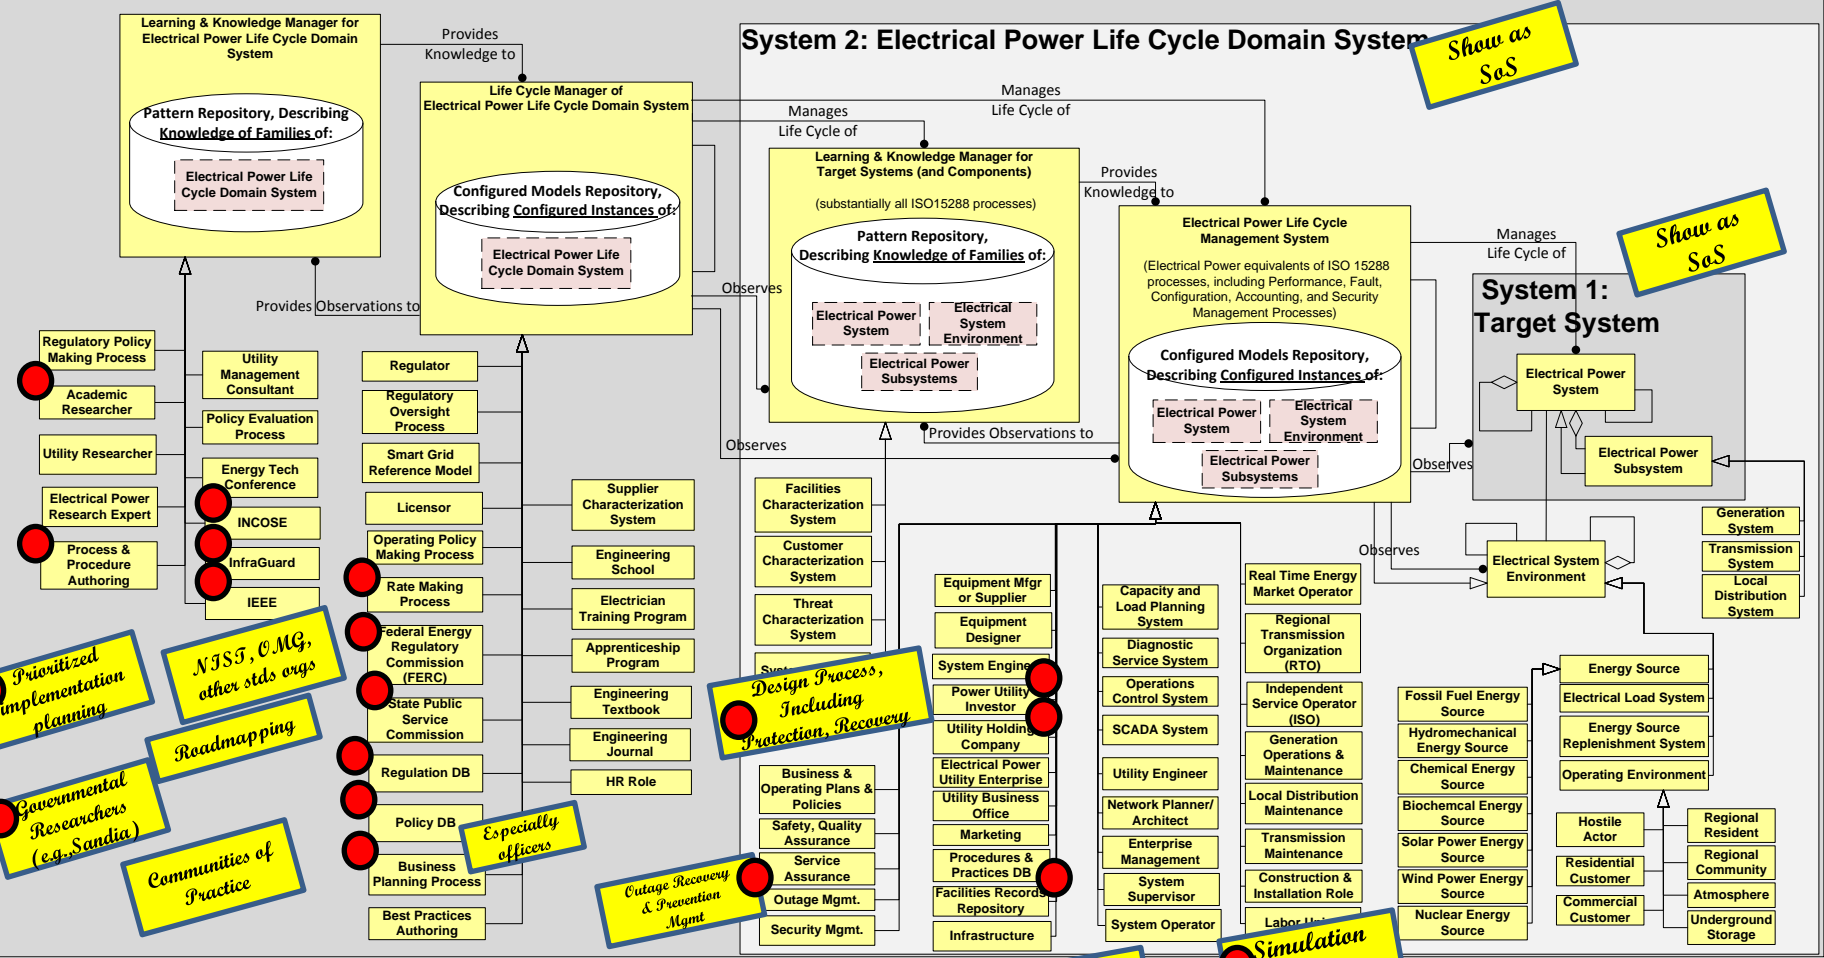 Learning & Knowledge Manager for
Electrical Power Life Cycle Domain
System
Pattern Repository, Describing
Knowledge of Families of:
Electrical Power Life
Cycle Domain System
Provides
Knowledge to
Life Cycle Manager of
Electrical Power Life Cycle Domain System
Configured Models Repository,
Describing Configured Instances of:
Electrical Power Life
Cycle Domain System
Provides Observations to
System 2: Electrical Power Life Cycle Domain System
Show as
SoS
Manages
Life Cycle of
Manages
Life Cycle of
Learning & Knowledge Manager for
Target Systems (and Components)
(substantially all ISO15288 processes)
Pattern Repository,
Describing Knowledge of Families of:
Electrical Power
System
Electrical
System
Environment
Electrical Power
Subsystems
Provides
Knowledge to
Observes
Observes
Provides Observations to
Electrical Power Life Cycle
Management System
(Electrical Power equivalents of ISO 15288
processes, including Performance, Fault,
Configuration, Accounting, and Security
Management Processes)
Configured Models Repository,
Describing Configured Instances of:
Electrical Power
System
Electrical
System
Environment
Electrical Power
Subsystems
Manages
Life Cycle of
Show as
SoS
System 1:
Target System
Electrical Power
System
Electrical Power
Subsystem
Observes
Observes
Electrical System
Environment
Generation
System
Transmission
System
Local
Distribution
System
Regulatory Policy
Making Process
Academic
Researcher
Utility Researcher
Electrical Power
Research Expert
Process &
Procedure
Authoring
Utility
Management
Consultant
Policy Evaluation
Process
Energy Tech
Conference
INCOSE
InfraGuard
IEEE
Prioritized
implementation
planning
NIST, OMG,
other stds orgs
Roadmapping
Governmental
Researchers
(e.g.,Sandia)
Communities of
Practice
Regulator
Regulatory
Oversight
Process
Smart Grid
Reference Model
Licensor
Operating Policy
Making Process
Rate Making
Process
Federal Energy
Regulatory
Commission
(FERC)
State Public
Service
Commission
Regulation DB
Policy DB
Business
Planning Process
Best Practices
Authoring
Especially
officers
Supplier
Characterization
System
Engineering
School
Electrician
Training Program
Apprenticeship
Program
Engineering
Textbook
Engineering
Journal
HR Role
Facilities
Characterization
System
Customer
Characterization
System
Threat
Characterization
System
Design Process,
Including
Protection, Recovery
Business &
Operating Plans &
Policies
Safety, Quality
Assurance
Service
Assurance
Outage Mgmt.
Security Mgmt.
Outage Recovery
& Prevention
Mgmt
Equipment Mfgr
or Supplier
Equipment
Designer
System
Power Utility
Investor
Utility Holding
Company
Electrical Power
Utility Enterprise
Utility Business
Office
Marketing
Procedures &
Practices DB
Facilities Records
Repository
Infrastructure
Capacity and
Load Planning
System
Diagnostic
Service System
Operations
Control System
SCADA System
Utility Engineer
Network Planner/
Architect
Enterprise
Management
System
Supervisor
System Operator
Real Time Energy
Market Operator
Regional
Transmission
Organization
(RTO)
Independent
Service Operator
(ISO)
Generation
Operations &
Maintenance
Local Distribution
Maintenance
Transmission
Maintenance
Construction &
Installation Role
Labor
Simulation
Fossil Fuel Energy
Source
Hydromechanical
Energy Source
Chemical Energy
Source
Biochemcal Energy
Source
Solar Power Energy
Source
Wind Power Energy
Source
Nuclear Energy
Source
Energy Source
Electrical Load System
Energy Source
Replenishment System
Operating Environment
Hostile
Actor
Residential
Customer
Commercial
Customer
Regional
Resident
Regional
Community
Atmosphere
Underground
Storage